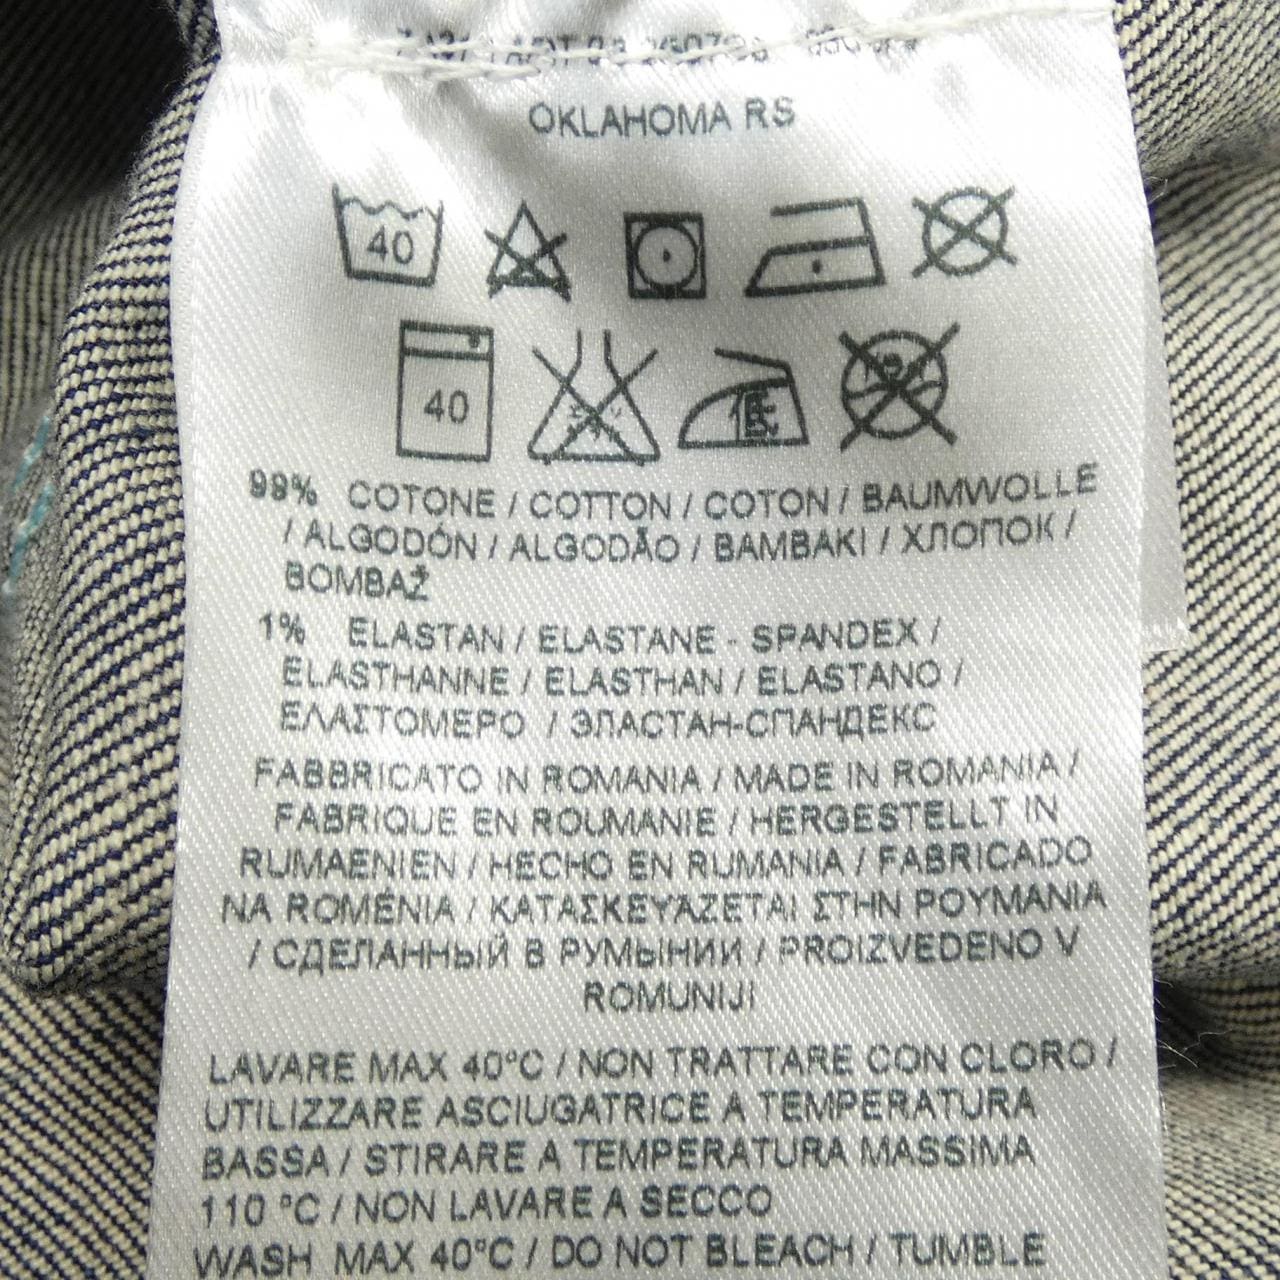 OKLAHOMA RS
40
40
99% COTONE / COTTON / COTON / BAUMWOLLE
/ ALGODÓN / ALGODÃO / BAMBAKI / ХЛОПОК /
BOMBAŽ
1% ELASTAN / ELASTANE - SPANDEX /
ELASTHANNE / ELASTHAN / ELASTANO /
ΕΛΑΣΤΟΜΕΡΟ / ЭЛАСТАН-СПАНДЕКС
FABBRICATO IN ROMANIA / MADE IN ROMANIA /
FABRIQUE EN ROUMANIE / HERGESTELLT IN
RUMAENIEN / HECHO EN RUMANIA / FABRICADO
NA ROMÉNIA / ΚΑΤΑΣΚΕΥΆΖΕΤΑΙ ΣΤΗΝ ΡΟΥΜΑΝΙΑ
/ СДЕЛАННЫЙ В РУМЫНИИ / PROIZVEDENO V
ROMUNIJI
LAVARE MAX 40°C / NON TRATTARE CON CLORO /
UTILIZZARE ASCIUGATRICE A TEMPERATURA
BASSA / STIRARE A TEMPERATURA MASSIMA
110 °C / NON LAVARE A SECCO
WASH MAX 40°C / DO NOT BLEACH / TUMBLE